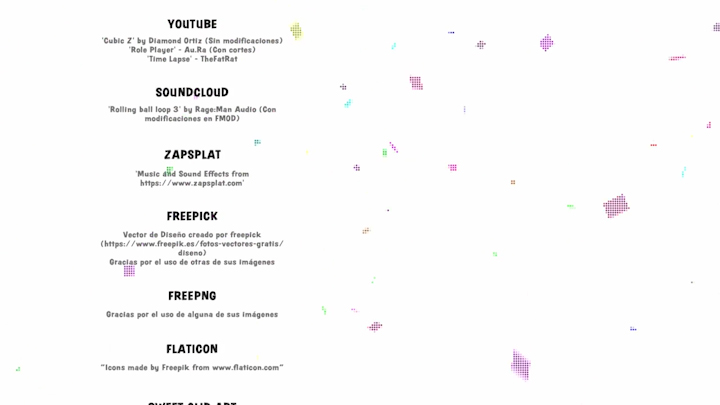 YOUTUBE
'Cubic Z' by Diamond Ortiz (Sin modificaciones)
'Role Player' - Au.Ra (Con cortes)
'Time Lapse' - TheFatRat
SOUNDCLOUD
'Rolling ball loop 3' by Rage:Man Audio (Con
modificaciones en FMOD)
ZAPSPLAT
'Music and Sound Effects from
https://www.zapsplat.com'
FREEPICK
Vector de Diseño creado por freepick
(https://www.freepik.es/fotos-vectores-gratis/
diseno)
Gracias por el uso de otras de sus imágenes
FREEPNG
Gracias por el uso de alguna de sus imágenes
FLATICON
"Icons made by Freepik from www.flaticon.com"
SWEET CLIP ART